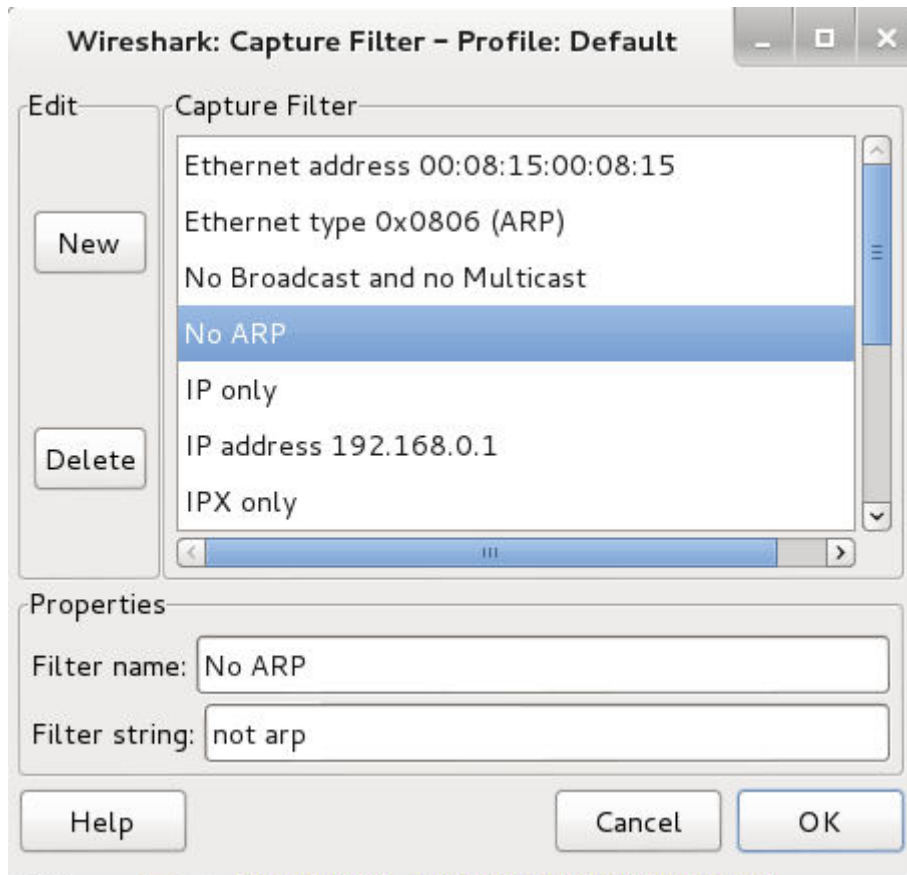 Wireshark: Capture Filter – Profile: Default
Edit
Capture Filter
New
Delete
Ethernet address 00:08:15:00:08:15
Ethernet type 0x0806 (ARP)
No Broadcast and no Multicast
No ARP
IP only
IP address 192.168.0.1
IPX only
Properties
Filter name: No ARP
Filter string: not arp
Help
Cancel
OK